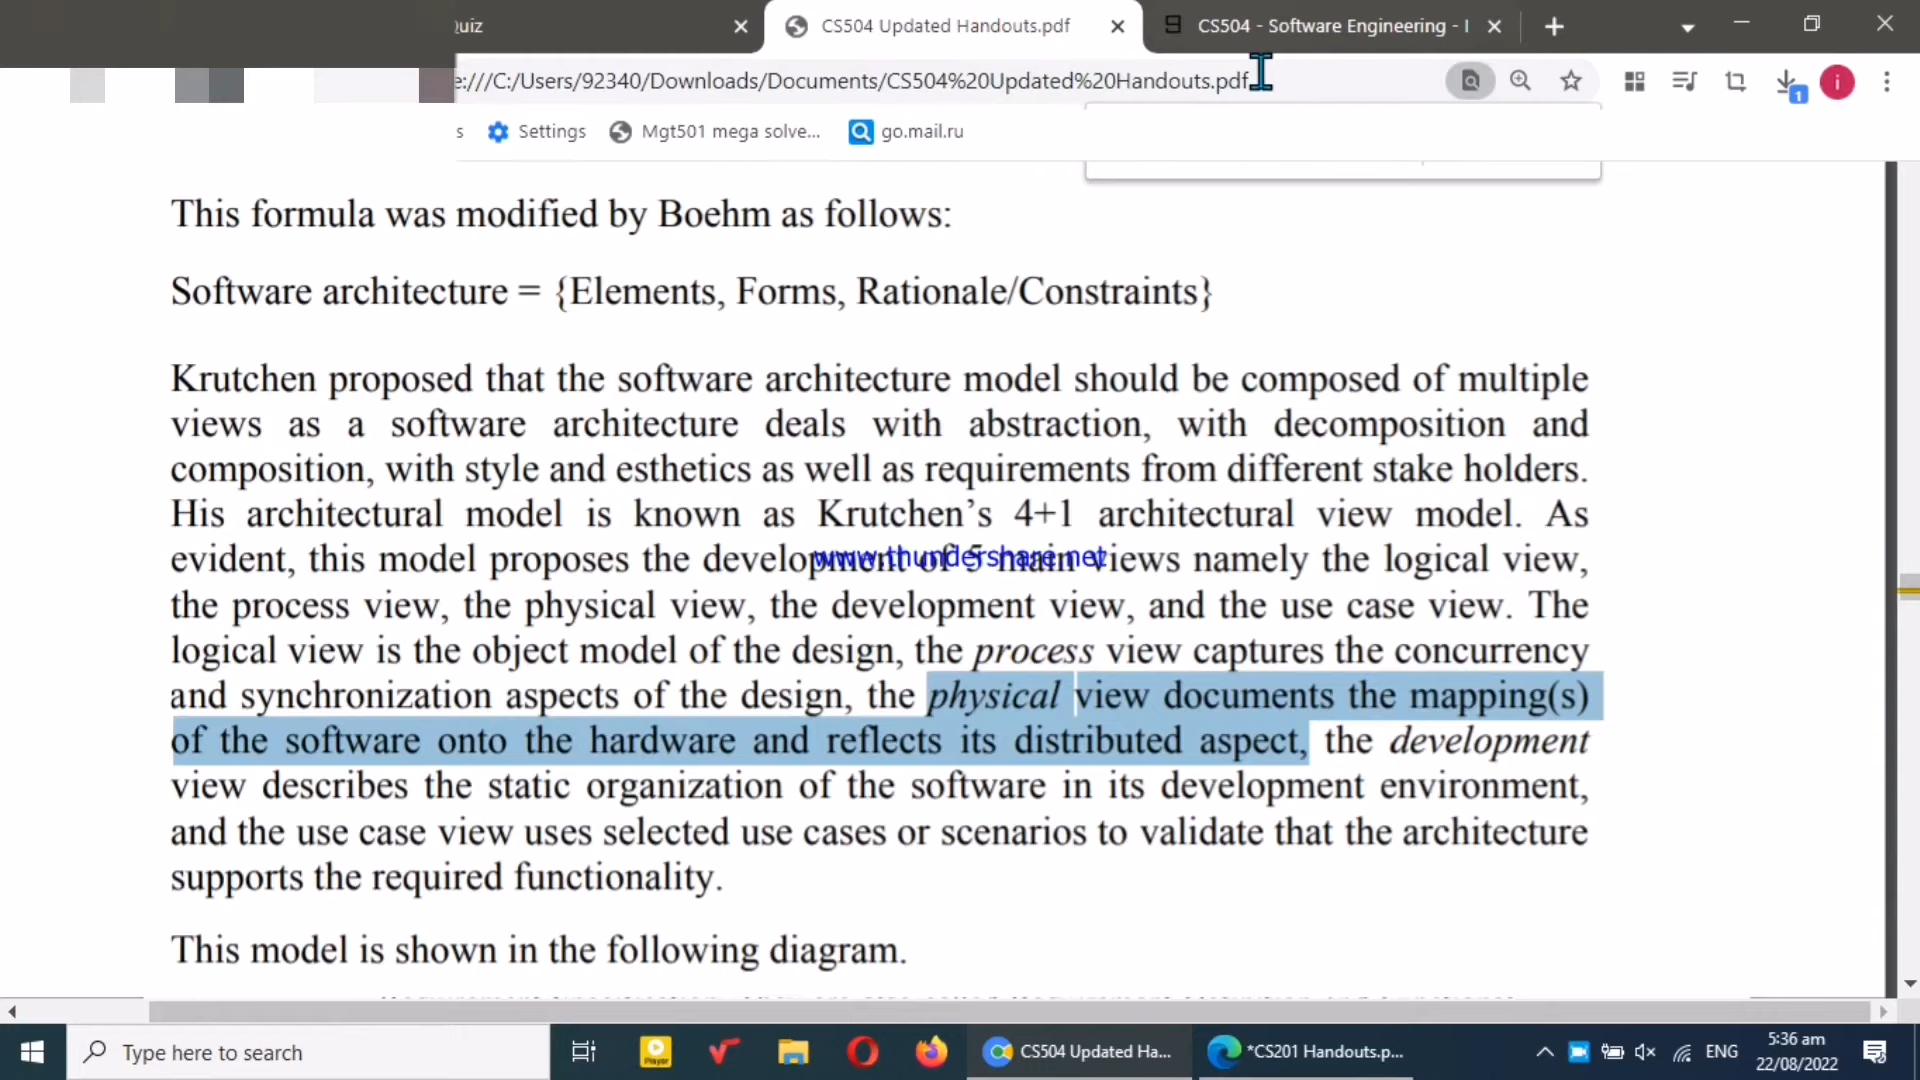 uiz
CS504 Updated Handouts.pdf
CS504 - Software Engineering - I
e:///C:/Users/92340/Downloads/Documents/CS504%20Updated%20Handouts.pdf
i
1
s
Settings
Mgt501 mega solve...
go.mail.ru
This formula was modified by Boehm as follows:
Software architecture = {Elements, Forms, Rationale/Constraints}
Krutchen proposed that the software architecture model should be composed of multiple
views as a software architecture deals with abstraction, with decomposition and
composition, with style and esthetics as well as requirements from different stake holders.
His architectural model is known as Krutchen's 4+1 architectural view model. As
evident, this model proposes the development of 5 main views namely the logical view,
www.thundershare.net
the process view, the physical view, the development view, and the use case view. The
logical view is the object model of the design, the process view captures the concurrency
and synchronization aspects of the design, the physical view documents the mapping(s)
of the software onto the hardware and reflects its distributed aspect, the development
view describes the static organization of the software in its development environment,
and the use case view uses selected use cases or scenarios to validate that the architecture
supports the required functionality.
This model is shown in the following diagram.
Type here to search
Player
CS504 Updated Ha...
*CS201 Handouts.p...
ENG
5:36 am
22/08/2022